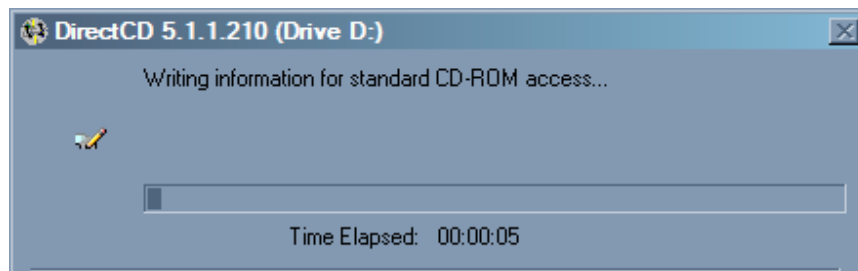 DirectCD 5.1.1.210 (Drive D:)
Writing information for standard CD-ROM access...
Time Elapsed: 00:00:05